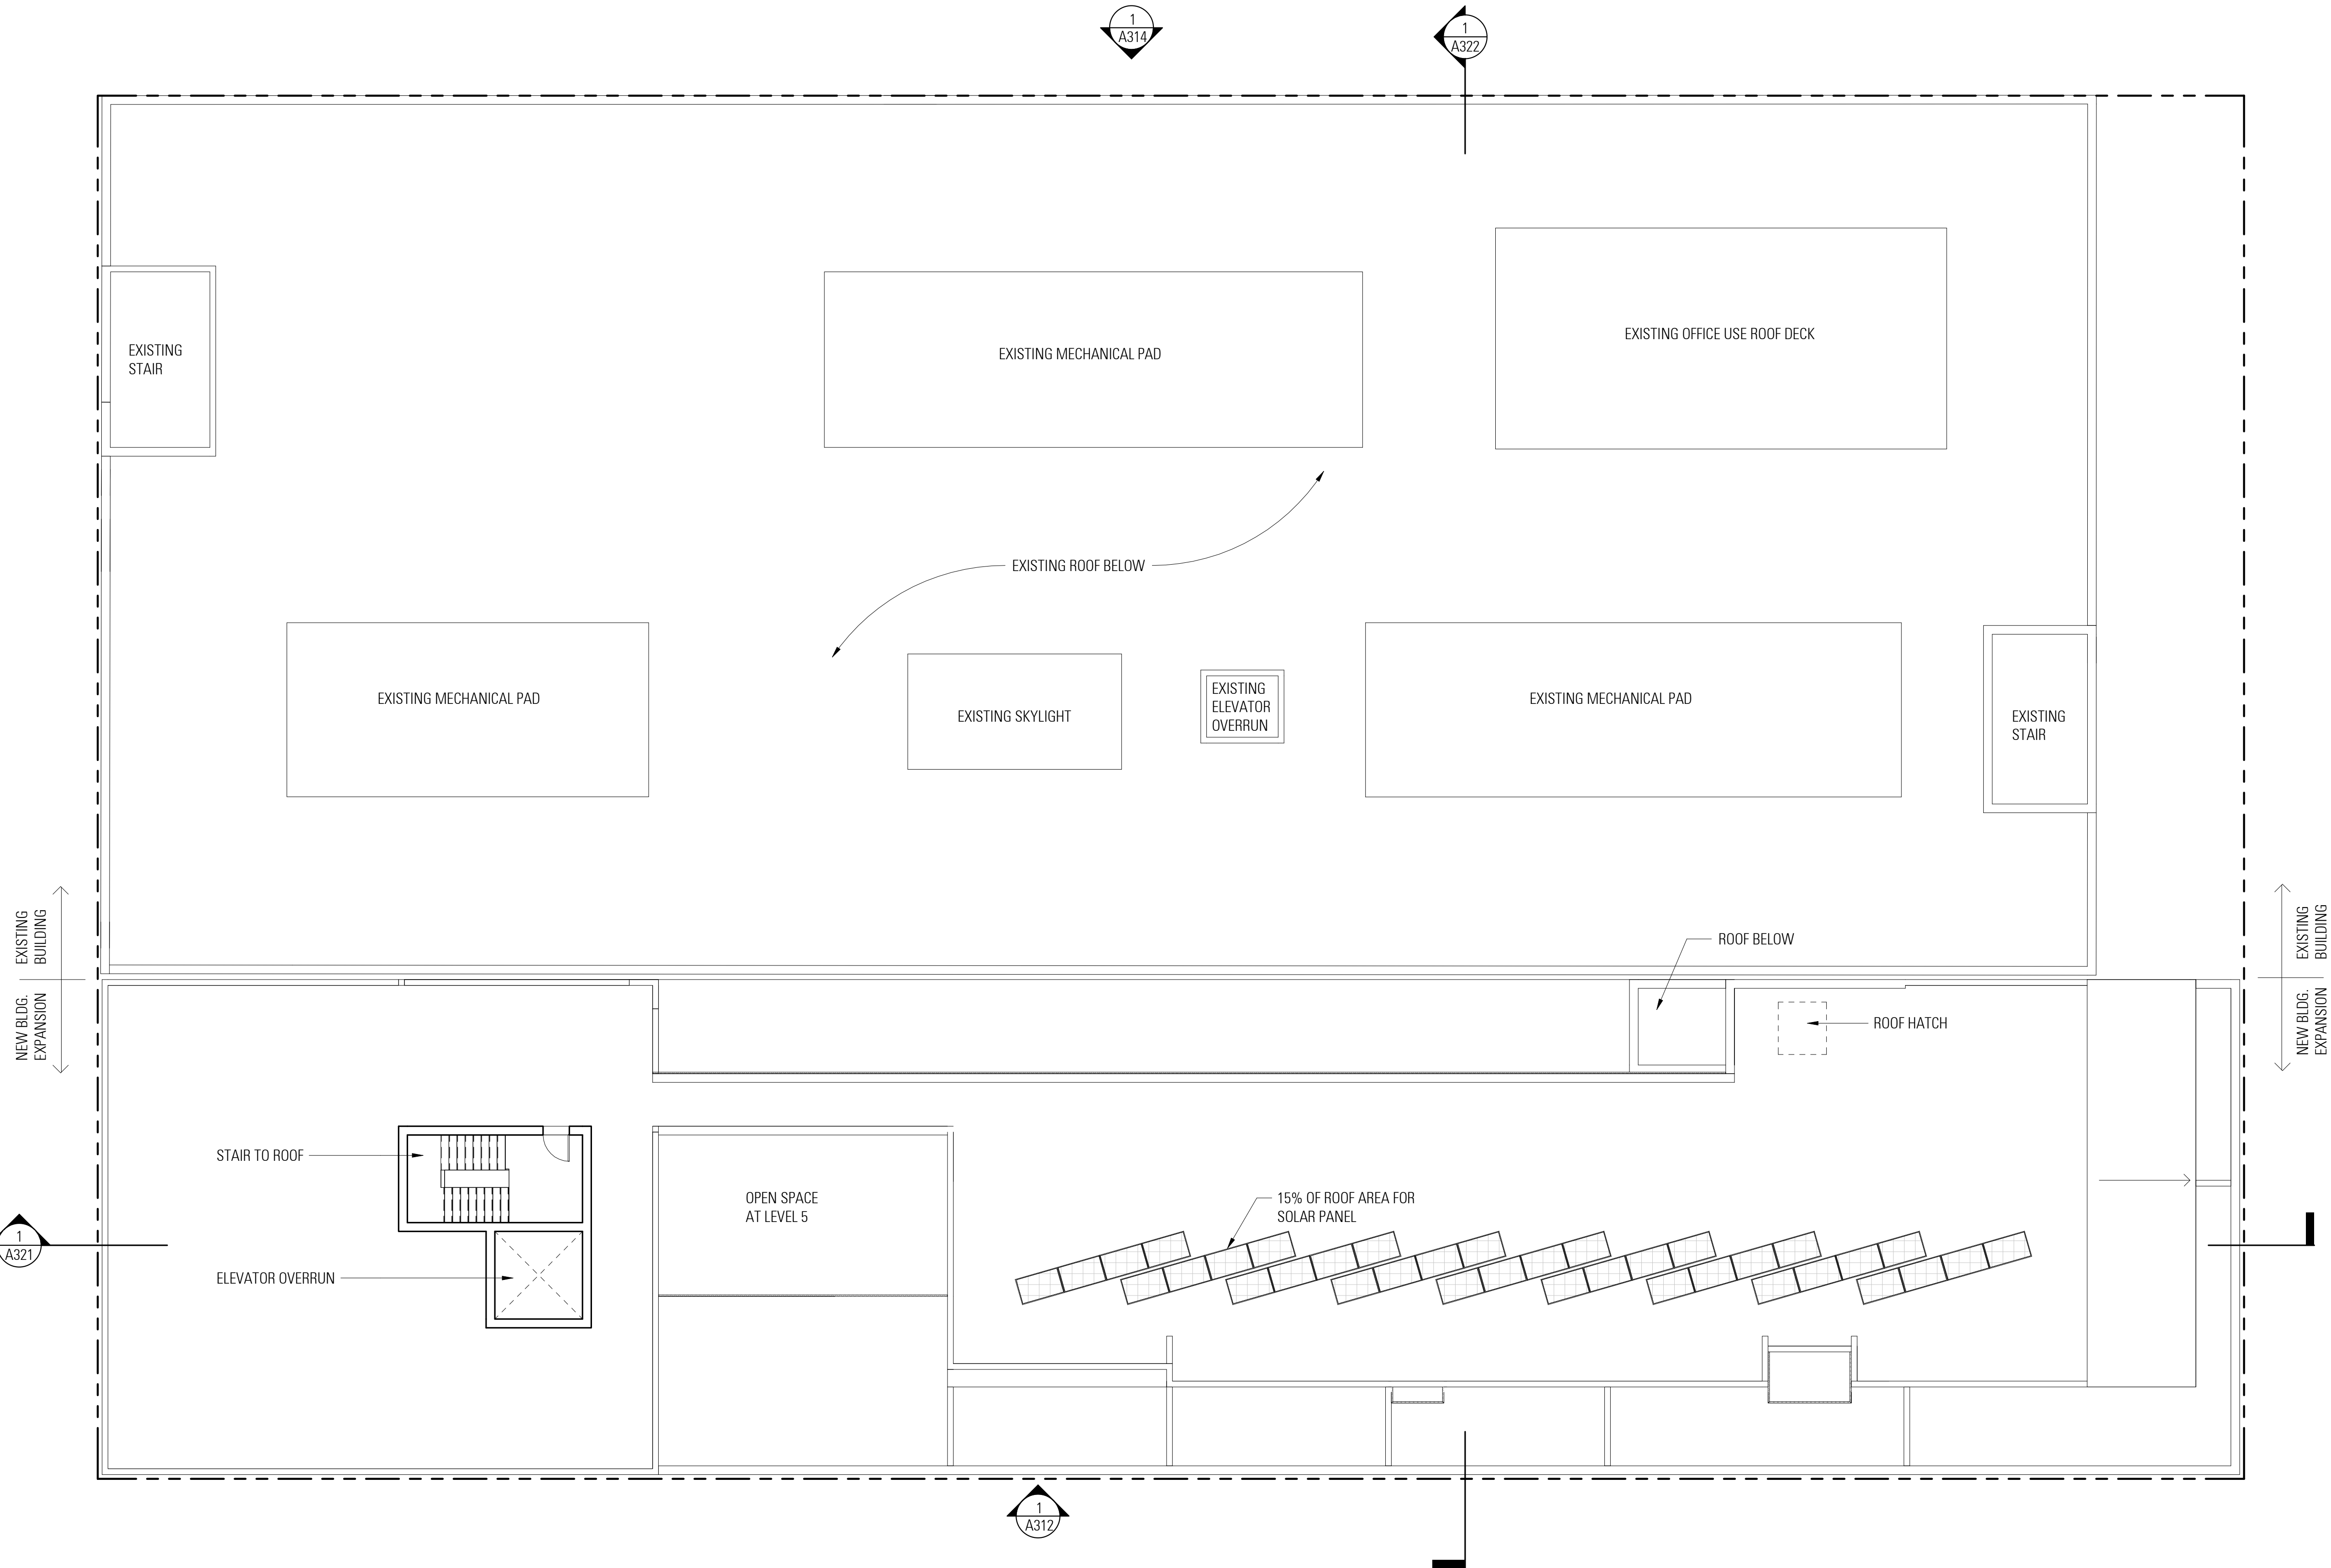 1
A314
1
A322
EXISTING
STAIR
EXISTING MECHANICAL PAD
EXISTING OFFICE USE ROOF DECK
EXISTING ROOF BELOW
EXISTING MECHANICAL PAD
EXISTING SKYLIGHT
EXISTING
ELEVATOR
OVERRUN
EXISTING MECHANICAL PAD
EXISTING
STAIR
EXISTING
BUILDING
NEW BLDG.
EXPANSION
EXISTING
BUILDING
NEW BLDG.
EXPANSION
ROOF BELOW
ROOF HATCH
STAIR TO ROOF
OPEN SPACE
AT LEVEL 5
15% OF ROOF AREA FOR
SOLAR PANEL
1
A321
ELEVATOR OVERRUN
1
A312